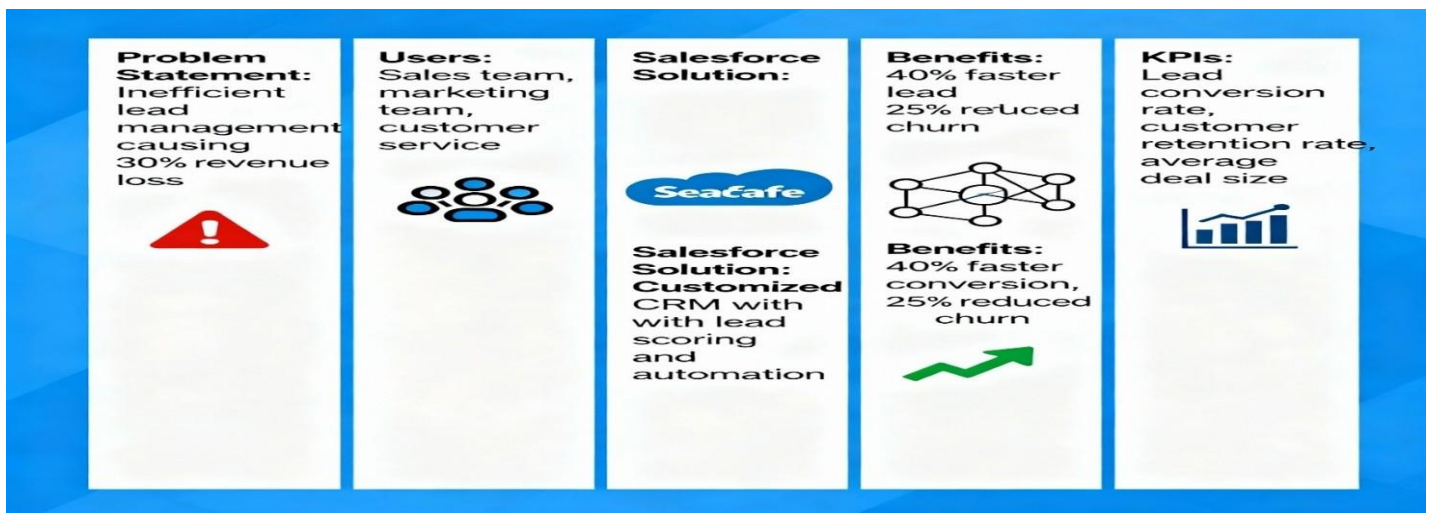 Problem
Statement:
Inefficient
lead
management
causing
30% revenue
loss
Users:
Sales team,
marketing
team,
customer
service
Salesforce
Solution:
Seacafe
Salesforce
Solution:
Customized
CRM with
with lead
scoring
and
automation
Benefits:
40% faster
lead
25% reduced
churn
Benefits:
40% faster
conversion,
25% reduced
churn
KPIs:
Lead
conversion
rate,
customer
retention rate,
average
deal size